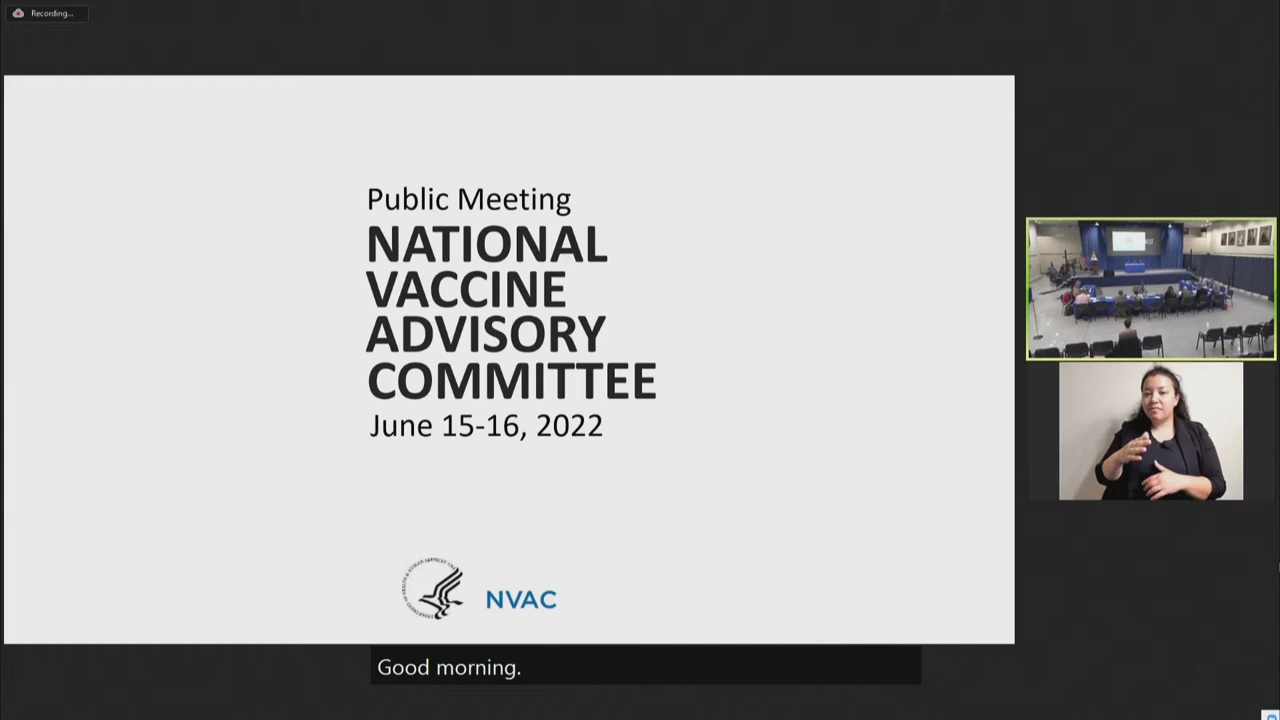 Recording...
Public Meeting
NATIONAL
VACCINE
ADVISORY
COMMITTEE
June 15-16, 2022
NVAC
Good morning.